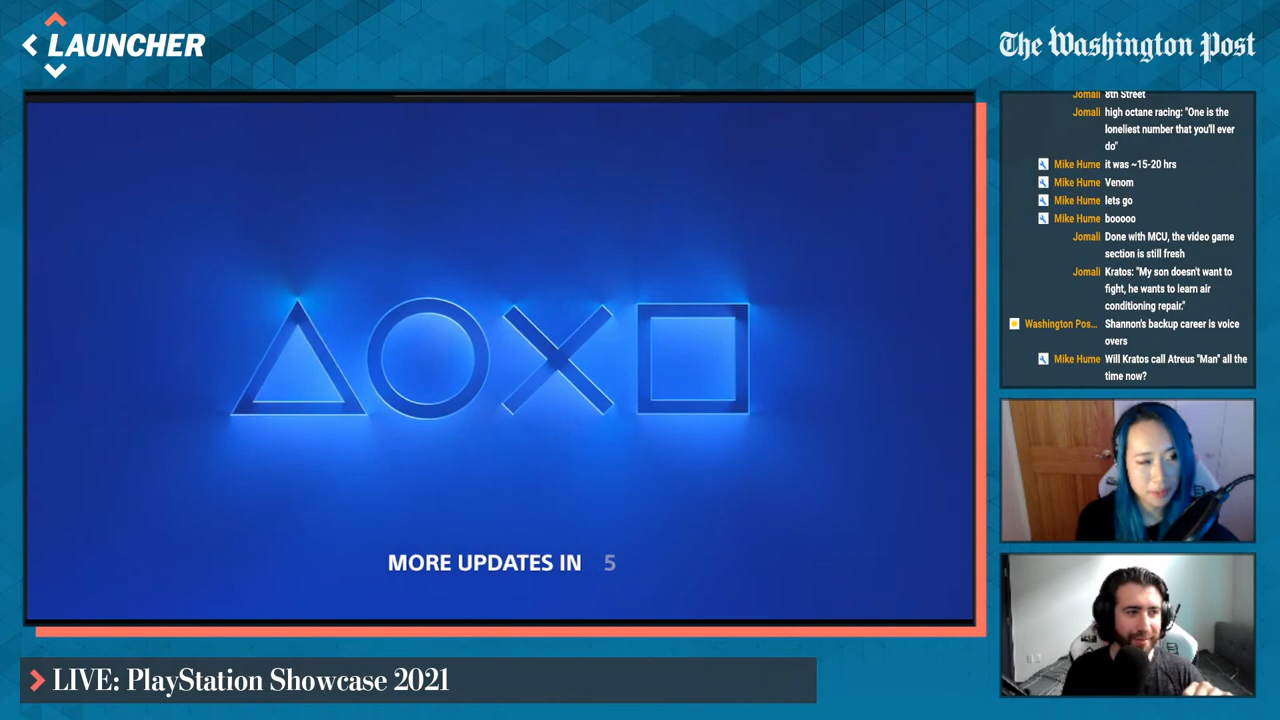 LAUNCHER
The Washington Post
Jomali 8th Street
Jomali high octane racing: "One is the
loneliest number that you'll ever
do"
Mike Hume it was ~15-20 hrs
Mike Hume Venom
Mike Hume lets go
Mike Hume booooo
Jomali Done with MCU, the video game
section is still fresh
Jomali Kratos: "My son doesn't want to
fight, he wants to learn air
conditioning repair."
Washington Pos... Shannon's backup career is voice
overs
Mike Hume Will Kratos call Atreus "Man" all the
time now?
MORE UPDATES IN 5
LIVE: PlayStation Showcase 2021